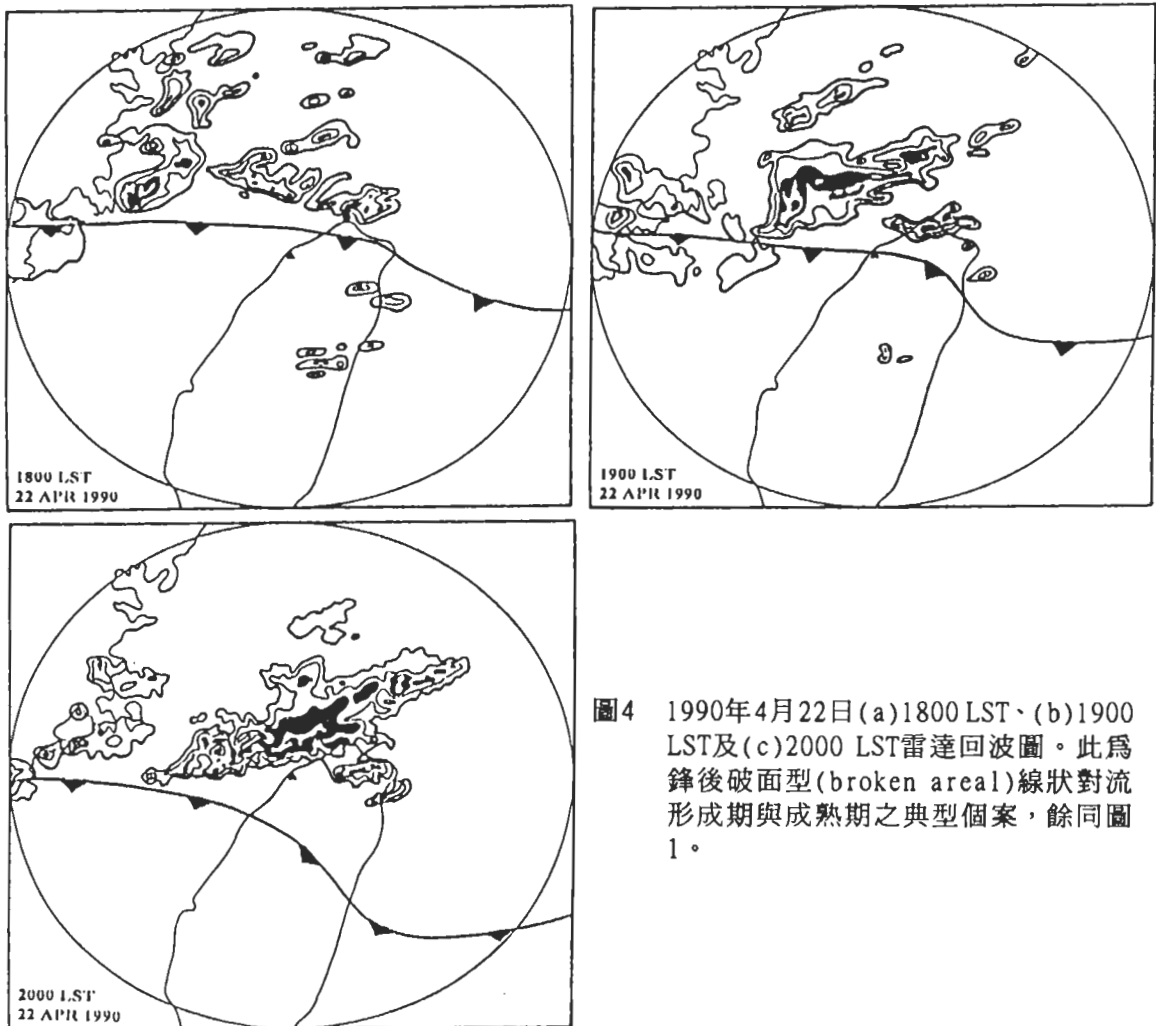 1800 LST
22 APR 1990
1900 LST
22 APR 1990
2000 LST
22 APR 1990
圖4 1990年4月22日(a)1800 LST、(b)1900
LST及(c)2000 LST雷達回波圖。此爲
鋒後破面型(broken areal)線狀對流
形成期與成熟期之典型個案，餘同圖
1。